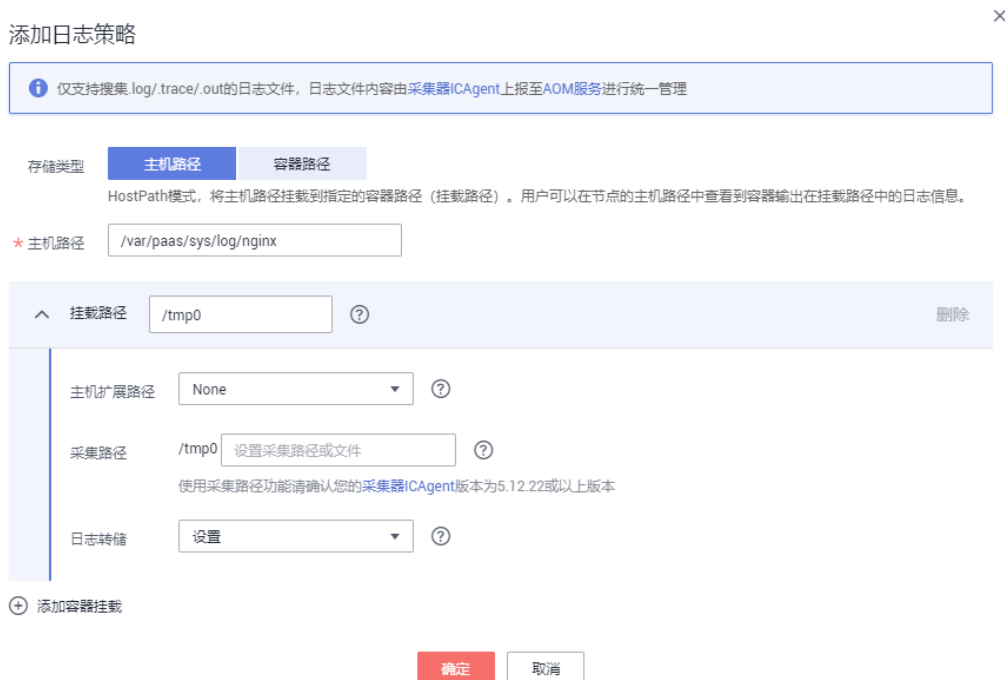 添加日志策略
仅支持搜集.log/.trace/.out的日志文件，日志文件内容由采集器ICAgent上报至AOM服务进行统一管理
存储类型 主机路径 容器路径
HostPath模式，将主机路径挂载到指定的容器路径（挂载路径）。用户可以在节点的主机路径中查看到容器输出在挂载路径中的日志信息。
* 主机路径 /var/paas/sys/log/nginx
挂载路径 /tmp0 ? 删除
主机扩展路径 None ?
采集路径 /tmp0 设置采集路径或文件 ?
使用采集路径功能请确认您的采集器ICAgent版本为5.12.22或以上版本
日志转储 设置 ?
添加容器挂载
确定 取消